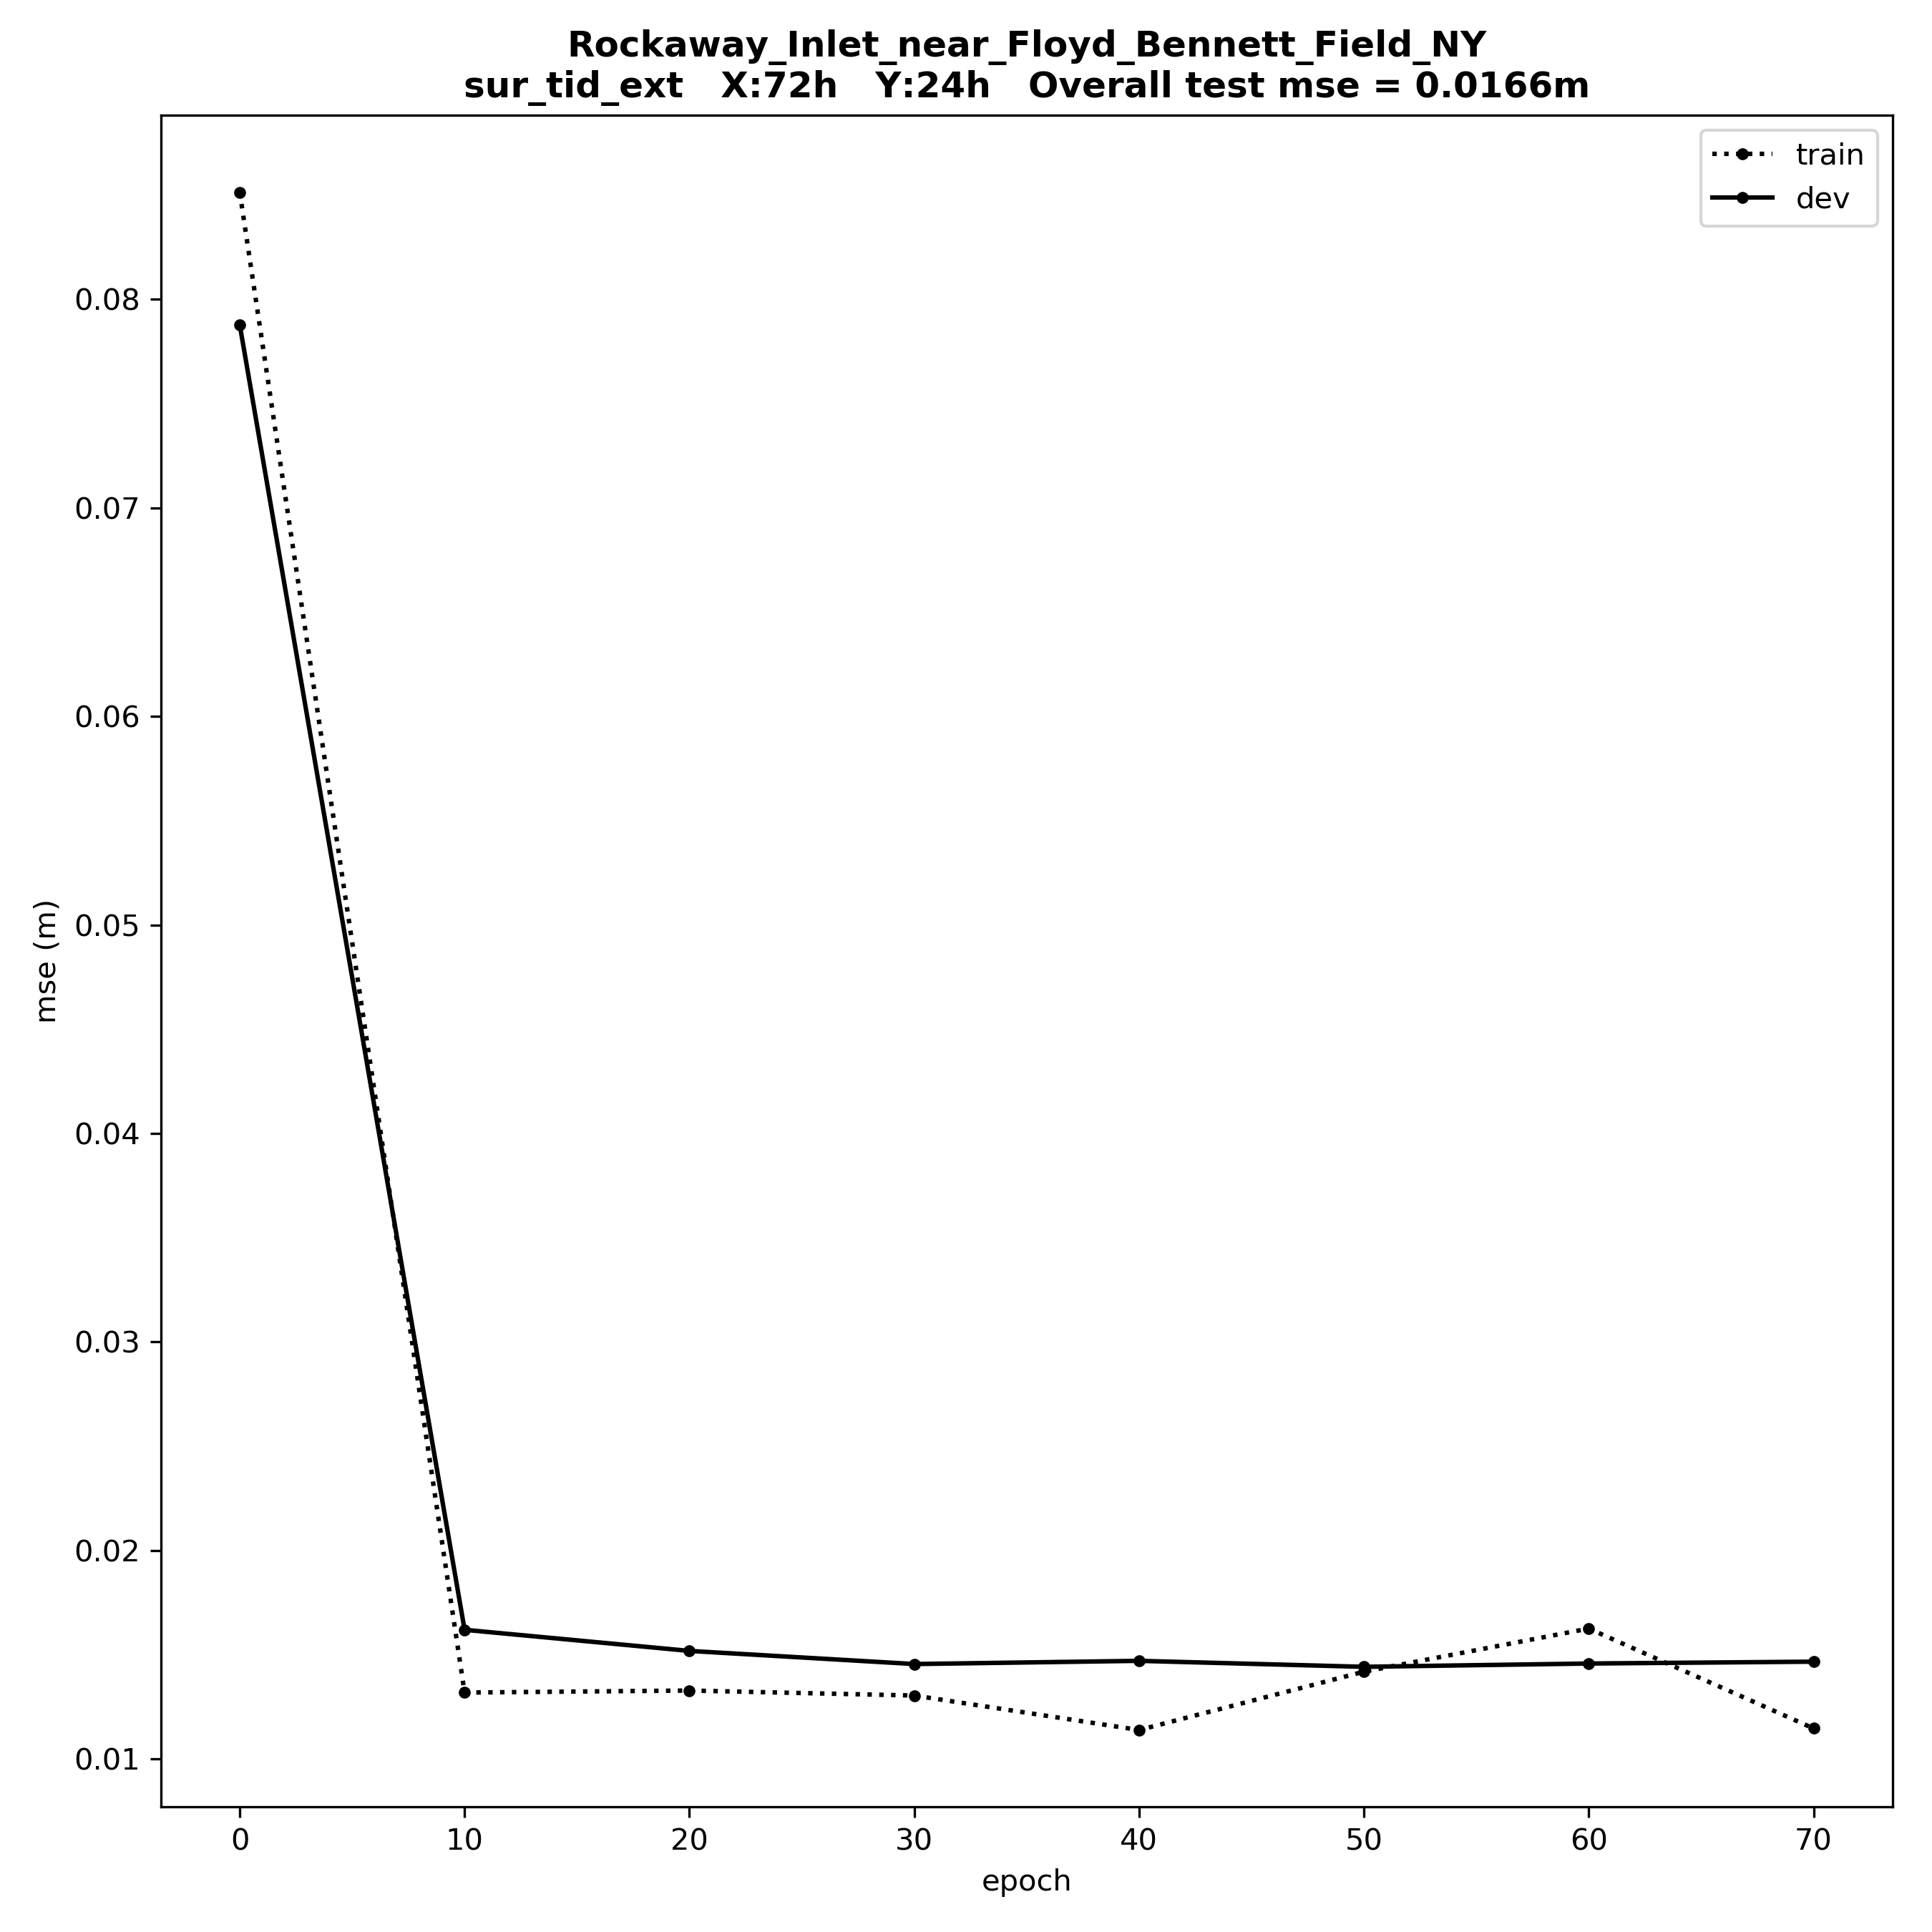 Rockaway_Inlet_near_Floyd_Bennett_Field_NY
sur_tid_ext   X:72h   Y:24h   Overall test mse = 0.0166m
train
dev
0.08
0.07
0.06
0.05
0.04
0.03
0.02
0.01
mse (m)
0 10 20 30 40 50 60 70
epoch